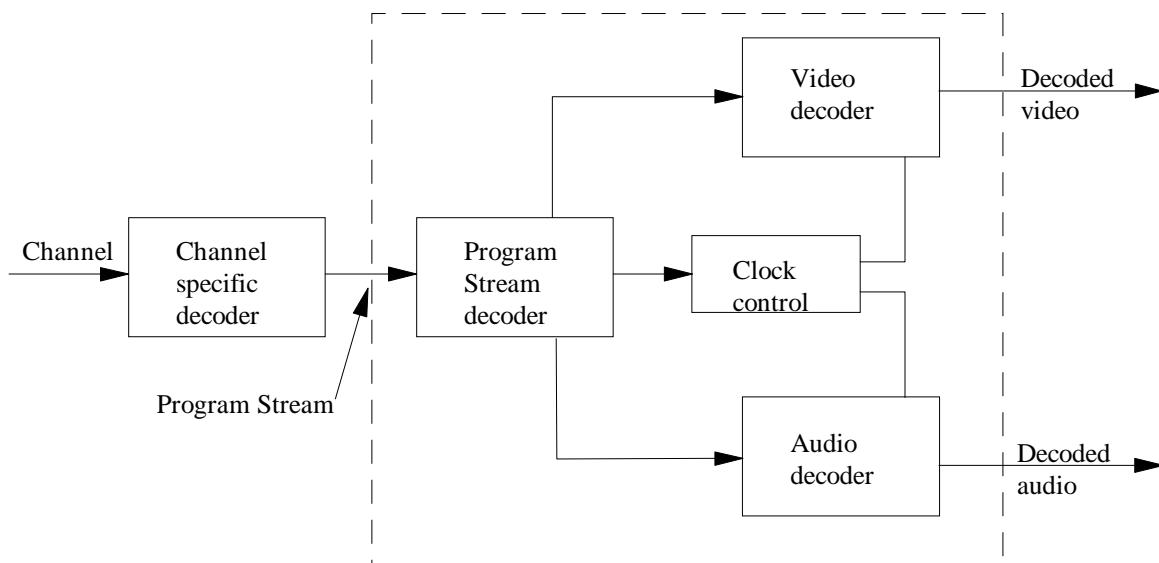 Video
decoder
Decoded
video
Channel
Channel
specific
decoder
Program
Stream
decoder
Clock
control
Program Stream
Audio
decoder
Decoded
audio